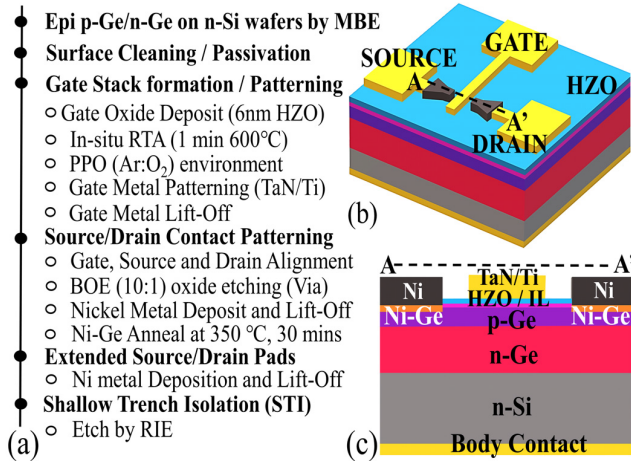 Epi p-Ge/n-Ge on n-Si wafers by MBE
Surface Cleaning / Passivation
Gate Stack formation / Patterning
Gate Oxide Deposit (6nm HZO)
In-situ RTA (1 min 600℃)
PPO (Ar:O₂) environment
Gate Metal Patterning (TaN/Ti)
Gate Metal Lift-Off
Source/Drain Contact Patterning
Gate, Source and Drain Alignment
BOE (10:1) oxide etching (Via)
Nickel Metal Deposit and Lift-Off
Ni-Ge Anneal at 350 ℃, 30 mins
Extended Source/Drain Pads
Ni metal Deposition and Lift-Off
Shallow Trench Isolation (STI)
(a)
Etch by RIE
SOURCE
GATE
A
HZO
A'
DRAIN
(b)
A
A'
TaN/Ti
Ni
Ni
HZO / IL
Ni-Ge
Ni-Ge
p-Ge
n-Ge
n-Si
(c)
Body Contact